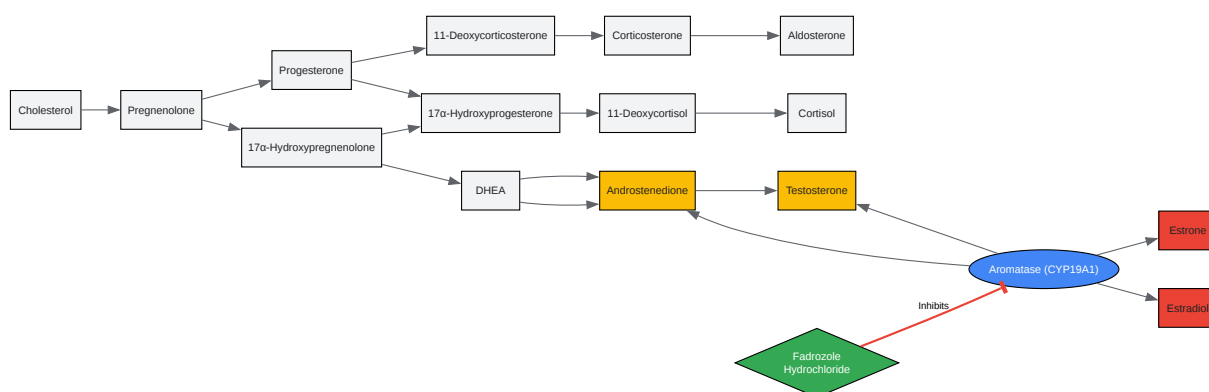 11-Deoxycorticosterone
Corticosterone
Aldosterone
Progesterone
Cholesterol
Pregnenolone
17α-Hydroxyprogesterone
11-Deoxycortisol
Cortisol
17α-Hydroxypregnenolone
DHEA
Androstenedione
Testosterone
Estrone
Aromatase (CYP19A1)
Estradiol
Inhibits
Fadrozole
Hydrochloride